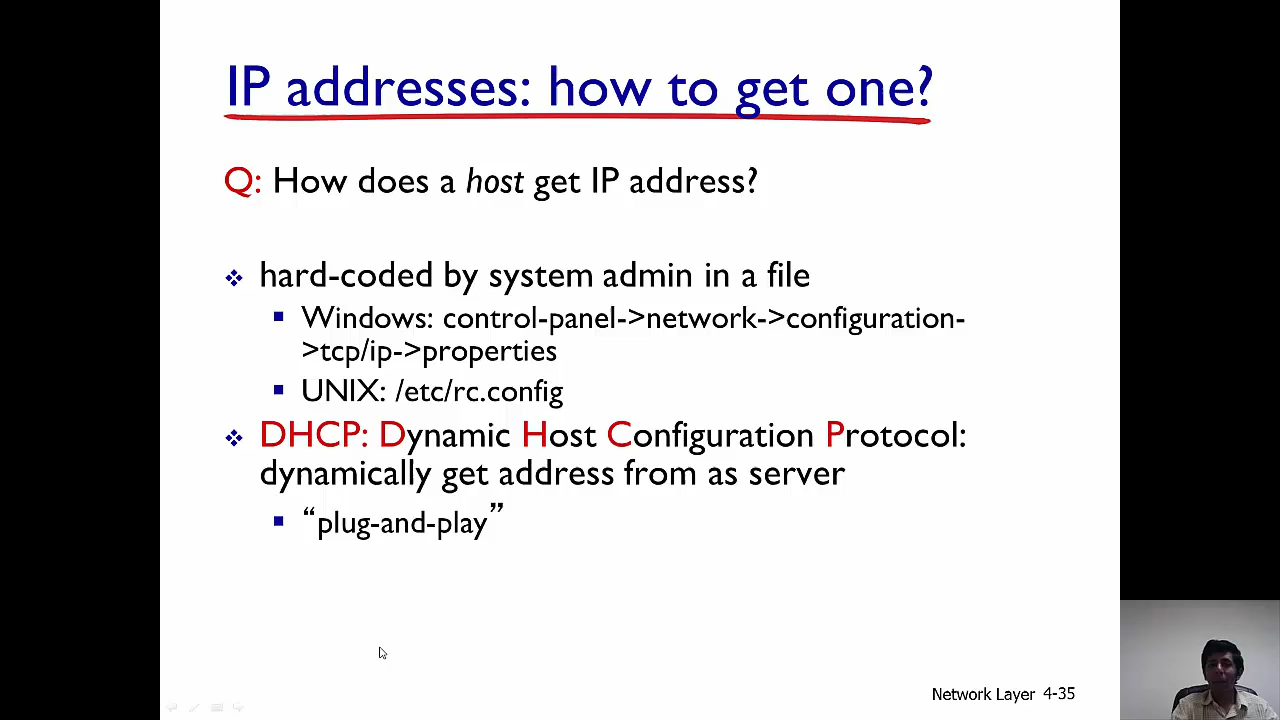 IP addresses: how to get one?
Q: How does a host get IP address?
hard-coded by system admin in a file
Windows: control-panel->network->configuration-
>tcp/ip->properties
UNIX: /etc/rc.config
DHCP: Dynamic Host Configuration Protocol:
dynamically get address from as server
“plug-and-play”
Network Layer 4-35